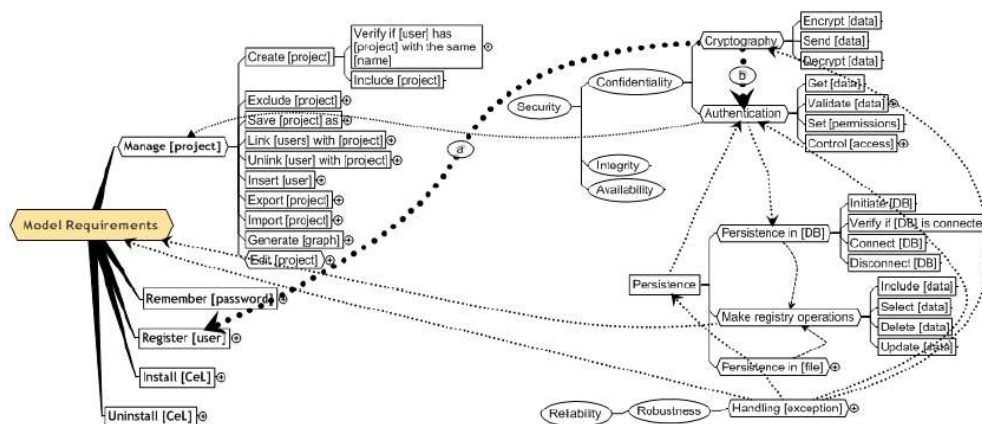 Verify if [user] has
[project] with the same
[name]
Create [project]
Include [project]
Exclude [project]
Save [project] as
Link [users] with [project]
Manage [project]
Unlink [user] with [project]
Insert [user]
Export [project]
Import [project]
Generate [graph]
Edit [project]
Model Requirements
Remember [password]
Register [user]
Install [CeL]
Uninstall [CeL]
a
b
Encrypt [data]
Cryptography
Send [data]
Decrypt [data]
Confidentiality
Security
Get [data]
Validate [data]
Authentication
Set [permissions]
Control [access]
Integrity
Availability
Initiate [DB]
Verify if [DB] is connecte
Persistence in [DB]
Connect [DB]
Disconnect [DB]
Persistence
Include [data]
Select [data]
Make registry operations
Delete [data]
Update [data]
Persistence in [file]
Reliability
Robustness
Handling [exception]